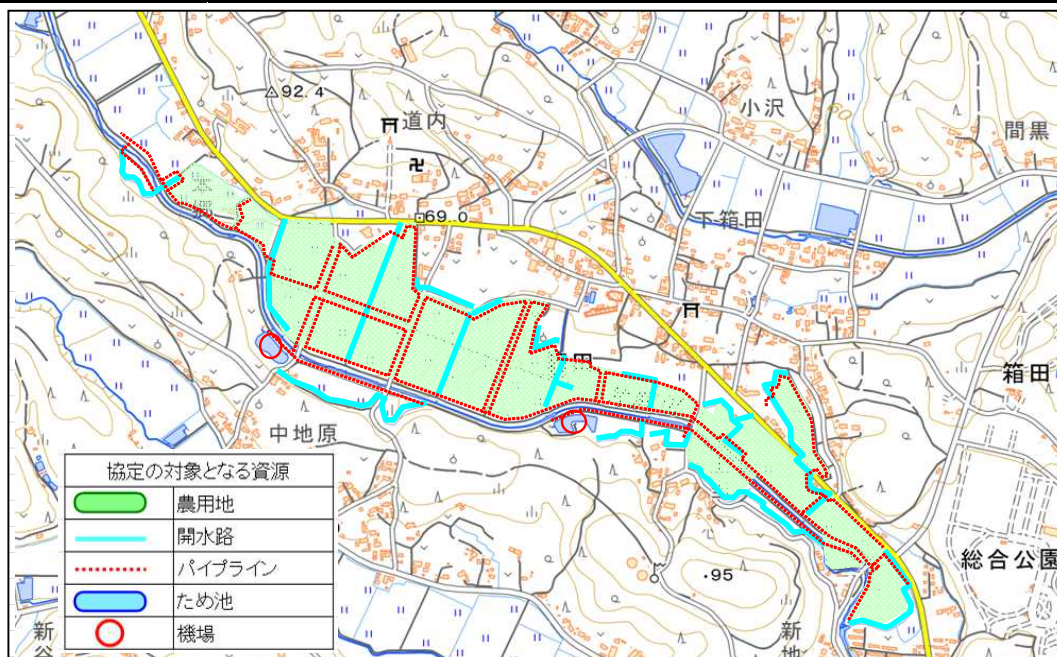 92.4
道内
小沢
間黒
69.0
下箱田
箱田
中地原
協定の対象となる資源
農用地
開水路
パイプライン
ため池
機場
・95
総合公園
新
新